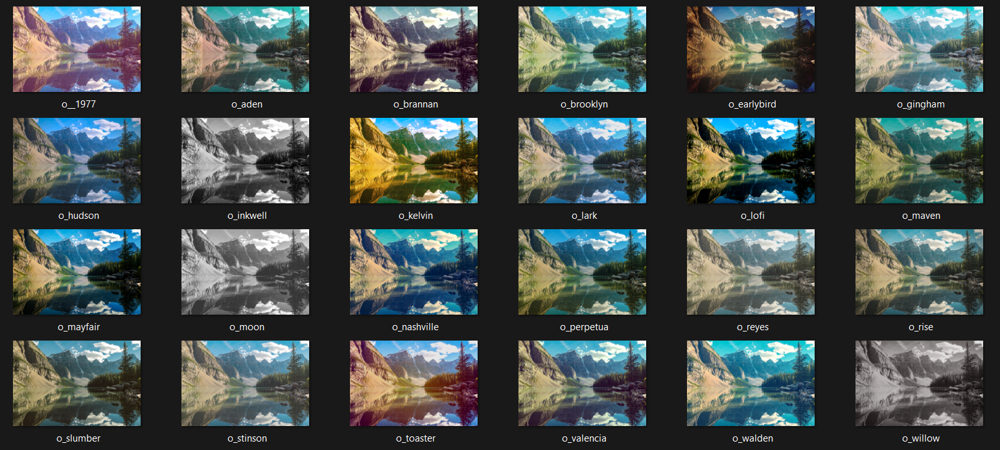 o__1977 o_aden o_brannan o_brooklyn o_earlybird o_gingham
o_hudson o_inkwell o_kelvin o_lark o_lofi o_maven
o_mayfair o_moon o_nashville o_perpetua o_reyes o_rise
o_slumber o_stinson o_toaster o_valencia o_walden o_willow